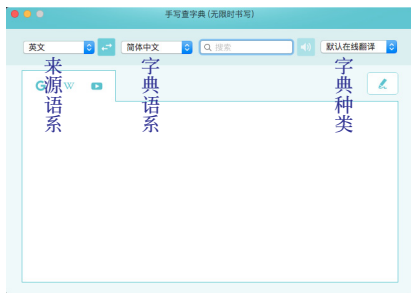 手写查字典 (无限时书写)
英文
简体中文
搜索
默认在线翻译
来源语系
字典语系
字典种类
G W